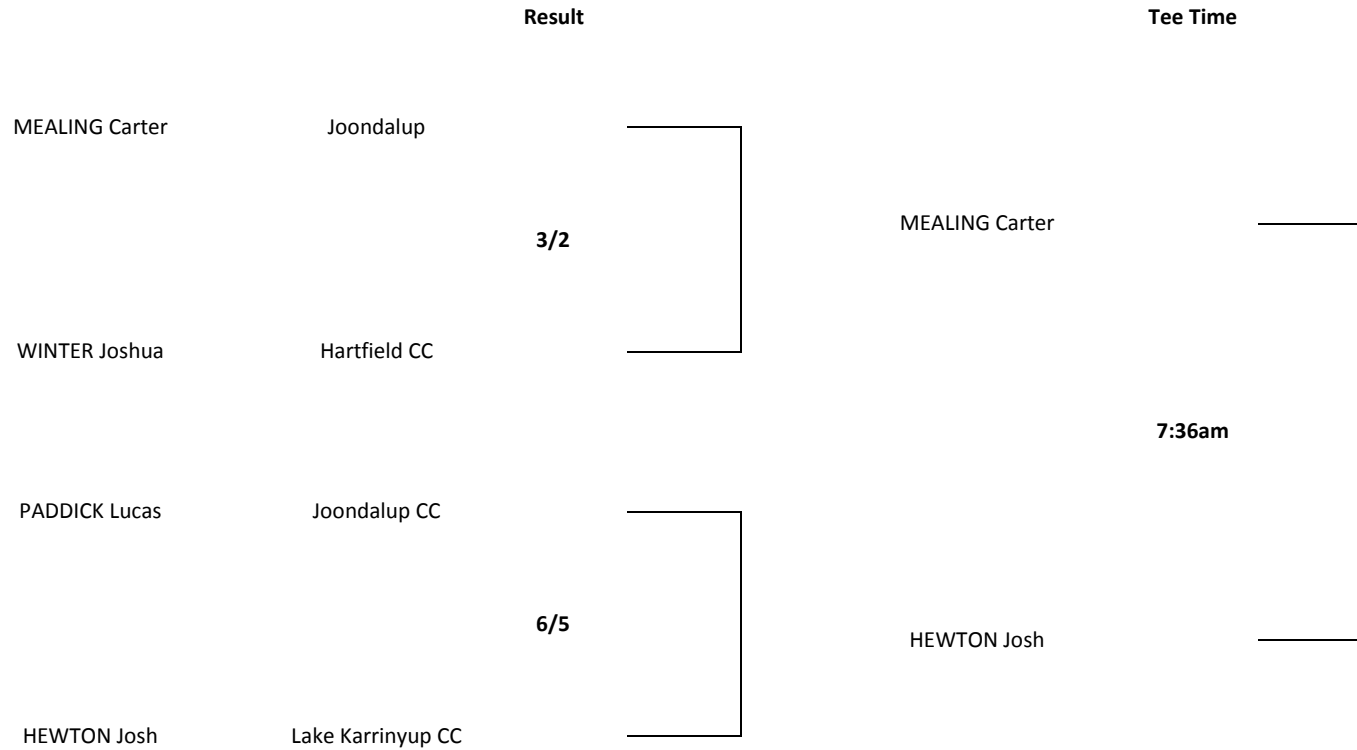 Result Tee Time
MEALING Carter Joondalup
MEALING Carter
3/2
WINTER Joshua Hartfield CC
7:36am
PADDICK Lucas Joondalup CC
6/5
HEWTON Josh
HEWTON Josh Lake Karrinyup CC